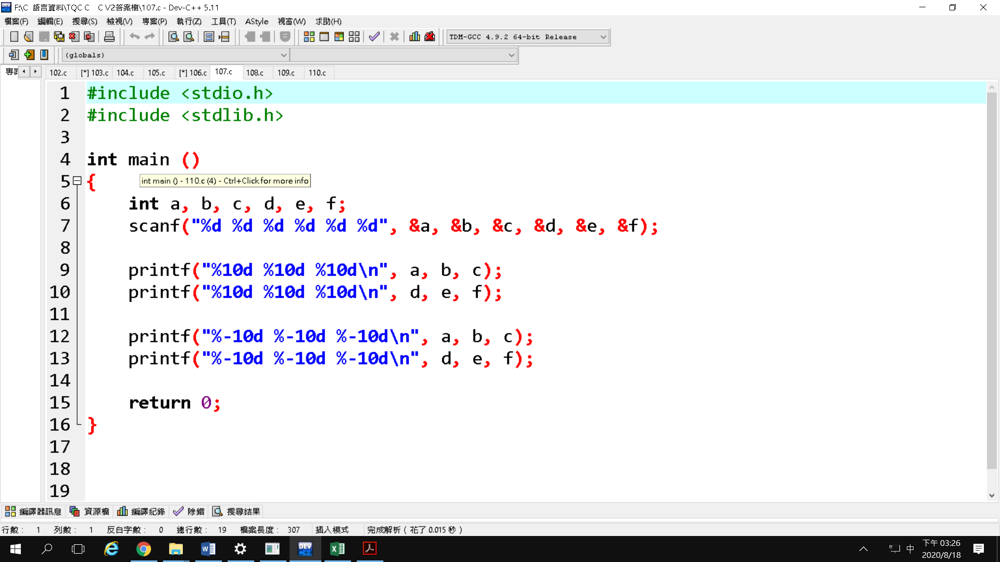 F:\C 語言資料\TQC C    C V2答案檔\107.c - Dev-C++ 5.11
檔案(F) 編輯(E) 搜尋(S) 檢視(V) 專案(P) 執行(Z) 工具(T) AStyle 視窗(W) 求助(H)
TDM-GCC 4.9.2 64-bit Release
(globals)
102.c [*] 103.c 104.c 105.c [*] 106.c 107.c 108.c 109.c 110.c
1 #include <stdio.h>
2 #include <stdlib.h>
3
4 int main ()
5 {
int main () - 110.c (4) - Ctrl+Click for more info
6     int a, b, c, d, e, f;
7     scanf("%d %d %d %d %d %d", &a, &b, &c, &d, &e, &f);
8
9     printf("%10d %10d %10d\n", a, b, c);
10     printf("%10d %10d %10d\n", d, e, f);
11
12     printf("%-10d %-10d %-10d\n", a, b, c);
13     printf("%-10d %-10d %-10d\n", d, e, f);
14
15     return 0;
16 }
17
18
19
編譯器訊息 資源檔 編譯紀錄 除錯 搜尋結果
行數: 1 列數: 1 反白字數: 0 總行數: 19 檔案長度: 307 插入模式 完成解析 ( 花了 0.015 秒 )
DEV C++ 中 下午 03:26
2020/8/18